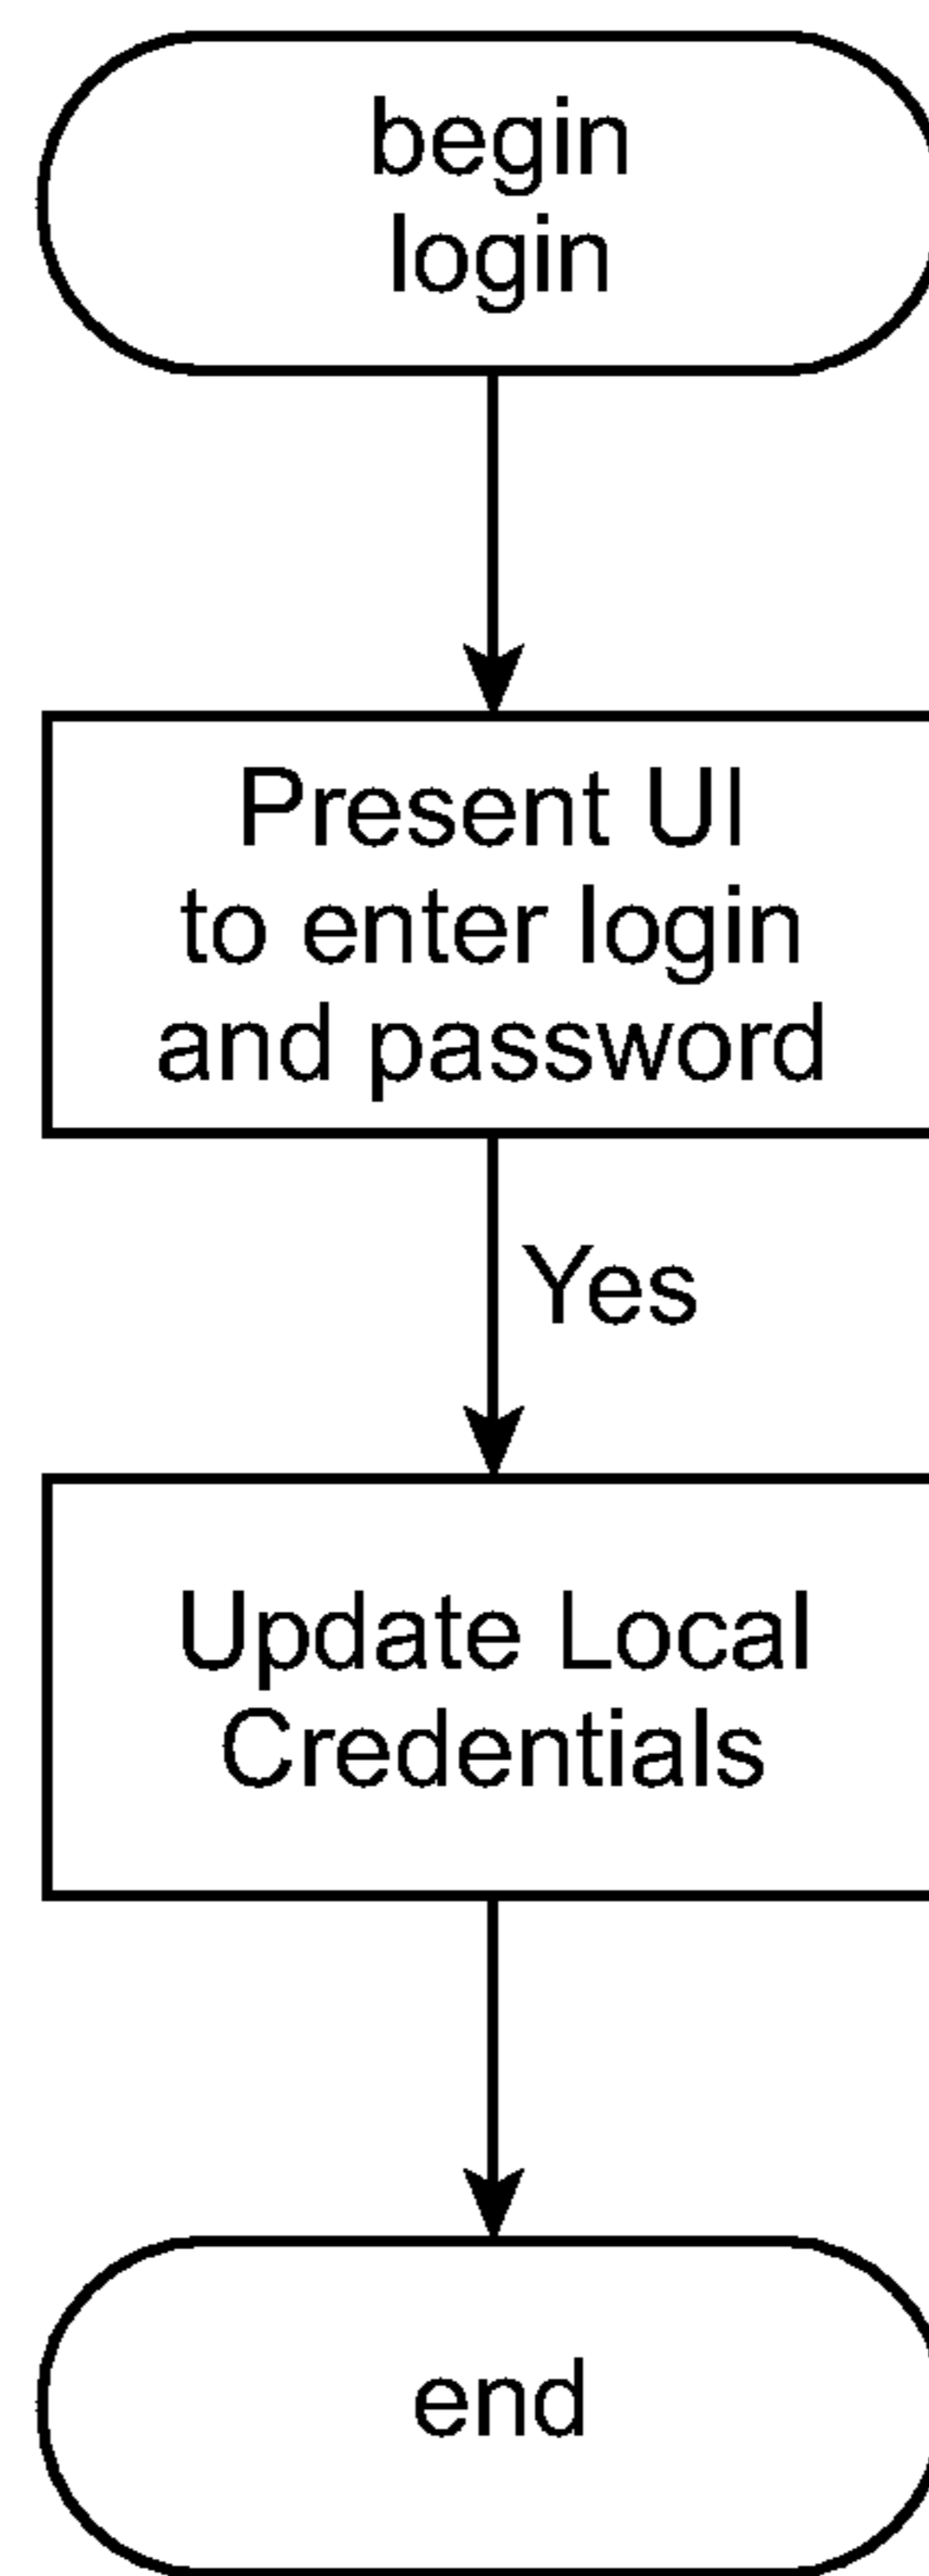 begin
login
Present UI
to enter login
and password
Yes
Update Local
Credentials
end